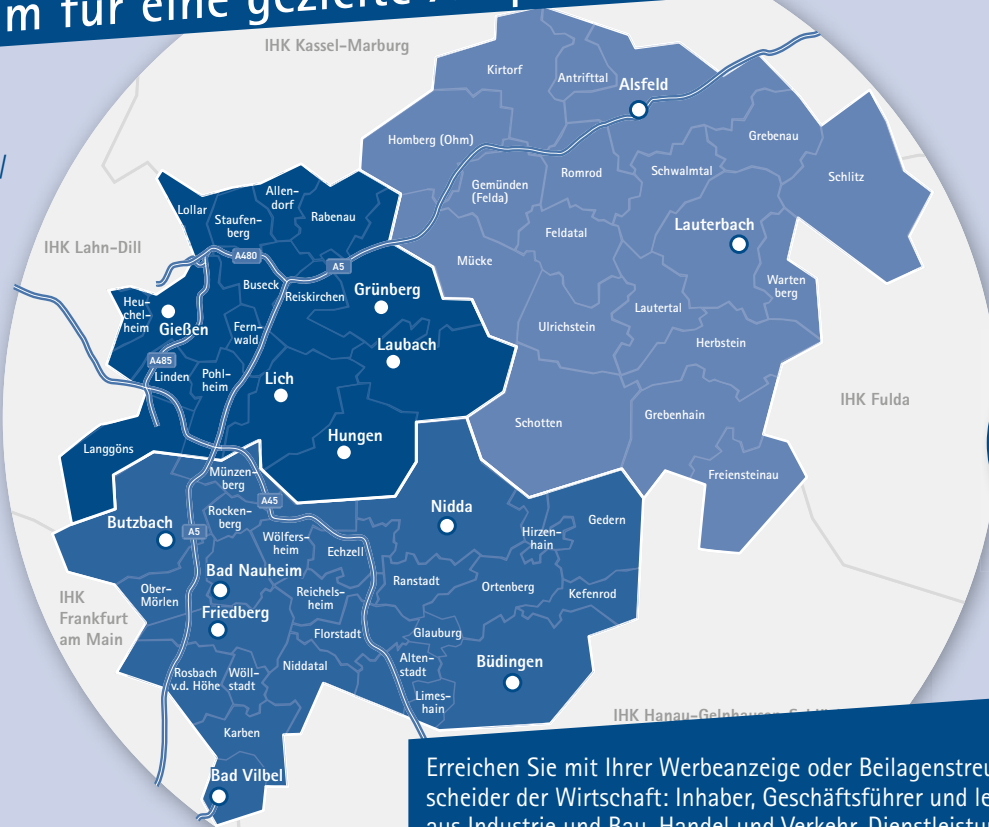 m für eine gezielte
IHK Kassel-Marburg
Kirtorf
Antrifttal
Alsfeld
Homberg (Ohm)
Grebenau
Romrod
Schwalmtal
Schlitz
Gemünden
(Felda)
Allen-
dorf
Lollar
Staufen-
berg
Rabenau
Feldatal
Lauterbach
IHK Lahn-Dill
A480
A5
Mücke
Buseck
Reiskirchen
Grünberg
Warten
berg
Heu-
chel-
heim
Gießen
Fern-
wald
Lautertal
Ulrichstein
Herbstein
Laubach
A485
Linden
Pohl-
heim
Lich
IHK Fulda
Schotten
Grebenhain
Hungen
Langgöns
Freiensteinau
Münzen-
berg
A45
Nidda
Rocken-
berg
Butzbach
A5
Gedern
Hirzen-
hain
Wölfers-
heim
Echzell
Bad Nauheim
Ranstadt
Ortenberg
Kefenrod
Ober-
Mörlen
Reichels-
heim
IHK
Frankfurt
am Main
Friedberg
Florstadt
Glauburg
Niddatal
Alten-
stadt
Büdingen
Rosbach
v.d. Höhe
Wöll-
stadt
Limes-
hain
IHK Hanau-Gelnhausen-
Karben
Bad Vilbel
Erreichen Sie mit Ihrer Werbeanzeige oder Beilagenstreu
scheider der Wirtschaft: Inhaber, Geschäftsführer und le
aus Industrie und Bau, Handel und Verkehr, Dienstleistu